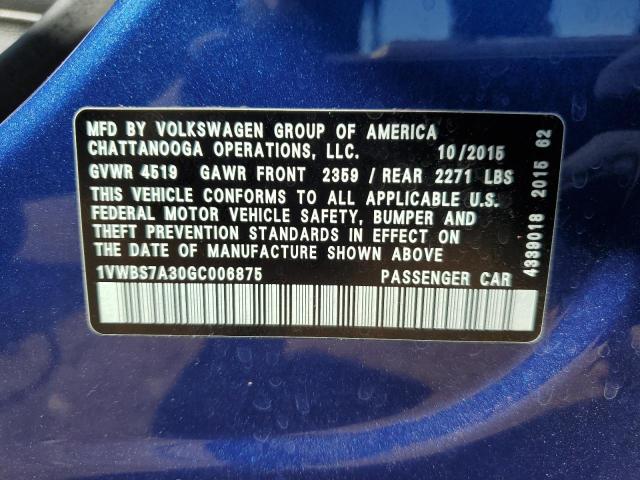 MFD BY VOLKSWAGEN GROUP OF AMERICA
CHATTANOOGA OPERATIONS, LLC. 10/2015
GVWR 4519 GAWR FRONT 2359 / REAR 2271 LBS
THIS VEHICLE CONFORMS TO ALL APPLICABLE U.S.
FEDERAL MOTOR VEHICLE SAFETY, BUMPER AND
THEFT PREVENTION STANDARDS IN EFFECT ON
THE DATE OF MANUFACTURE SHOWN ABOVE
1VWBS7A30GC006875 PASSENGER CAR
4339018 2015 62